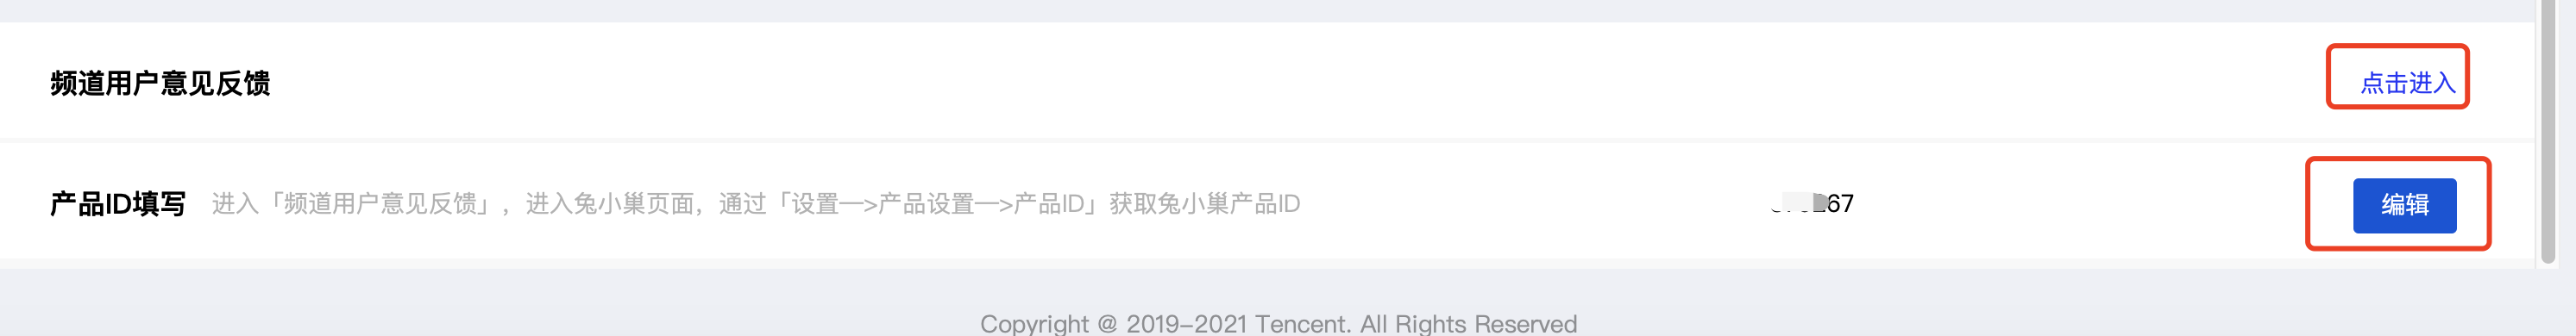 频道用户意见反馈 点击进入
产品ID填写 进入「频道用户意见反馈」，进入兔小巢页面，通过「设置—>产品设置—>产品ID」获取兔小巢产品ID 67 编辑
Copyright @ 2019-2021 Tencent. All Rights Reserved